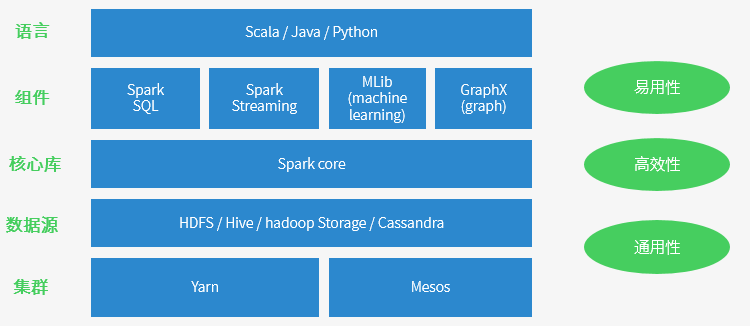 语言
Scala / Java / Python
组件
Spark
SQL
Spark
Streaming
MLib
(machine
learning)
GraphX
(graph)
易用性
核心库
Spark core
高效性
数据源
HDFS / Hive / hadoop Storage / Cassandra
通用性
集群
Yarn
Mesos